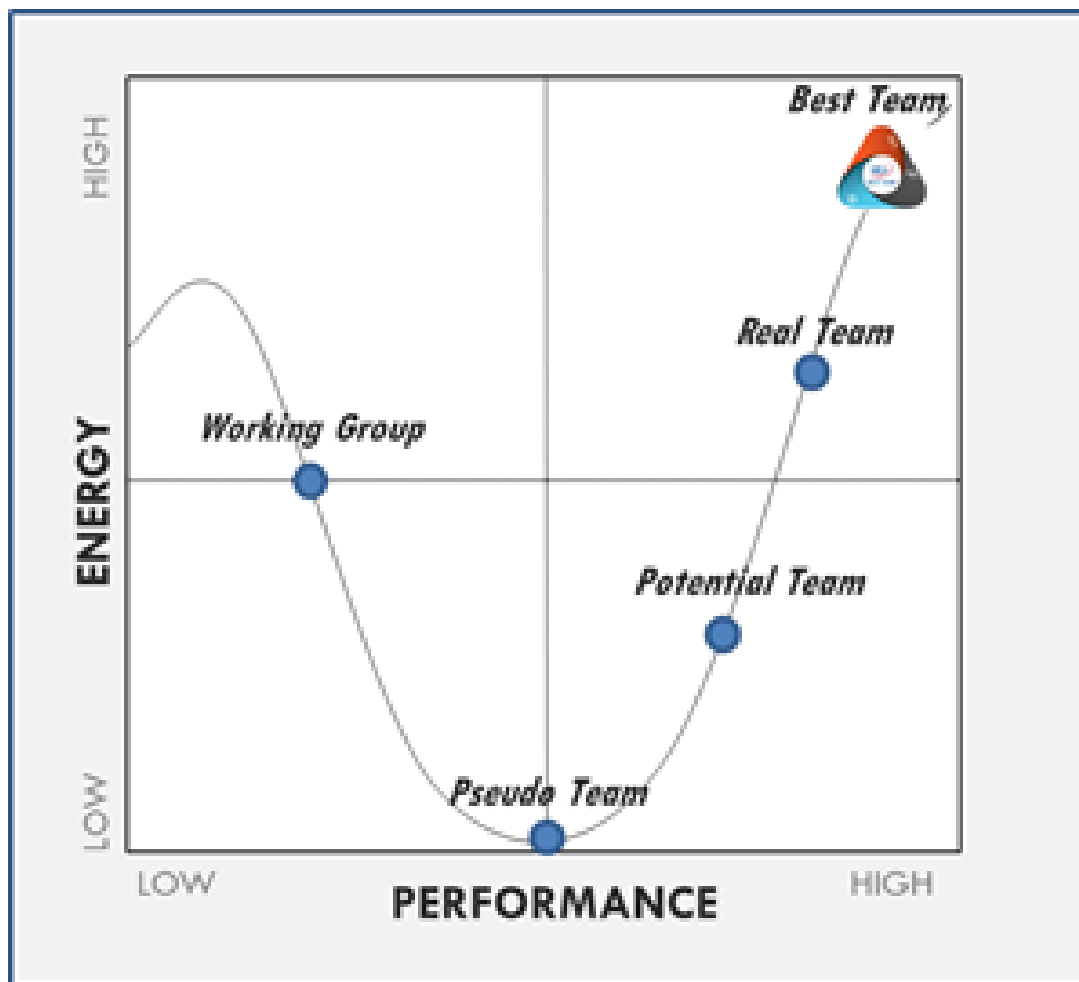 Best Team
HIGH
Real Team
Working Group
ENERGY
Potential Team
Pseudo Team
LOW
LOW
HIGH
PERFORMANCE